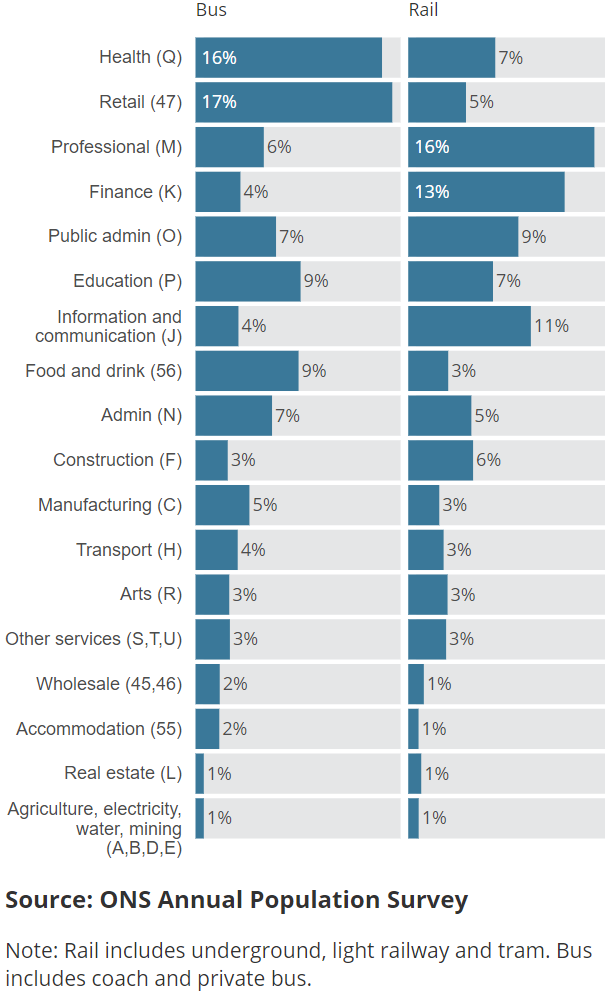 Bus Rail
Health (Q) 16% 7%
Retail (47) 17% 5%
Professional (M) 6% 16%
Finance (K) 4% 13%
Public admin (O) 7% 9%
Education (P) 9% 7%
Information and
communication (J) 4% 11%
Food and drink (56) 9% 3%
Admin (N) 7% 5%
Construction (F) 3% 6%
Manufacturing (C) 5% 3%
Transport (H) 4% 3%
Arts (R) 3% 3%
Other services (S,T,U) 3% 3%
Wholesale (45,46) 2% 1%
Accommodation (55) 2% 1%
Real estate (L) 1% 1%
Agriculture, electricity,
water, mining 1% 1%
(A,B,D,E)
Source: ONS Annual Population Survey
Note: Rail includes underground, light railway and tram. Bus
includes coach and private bus.